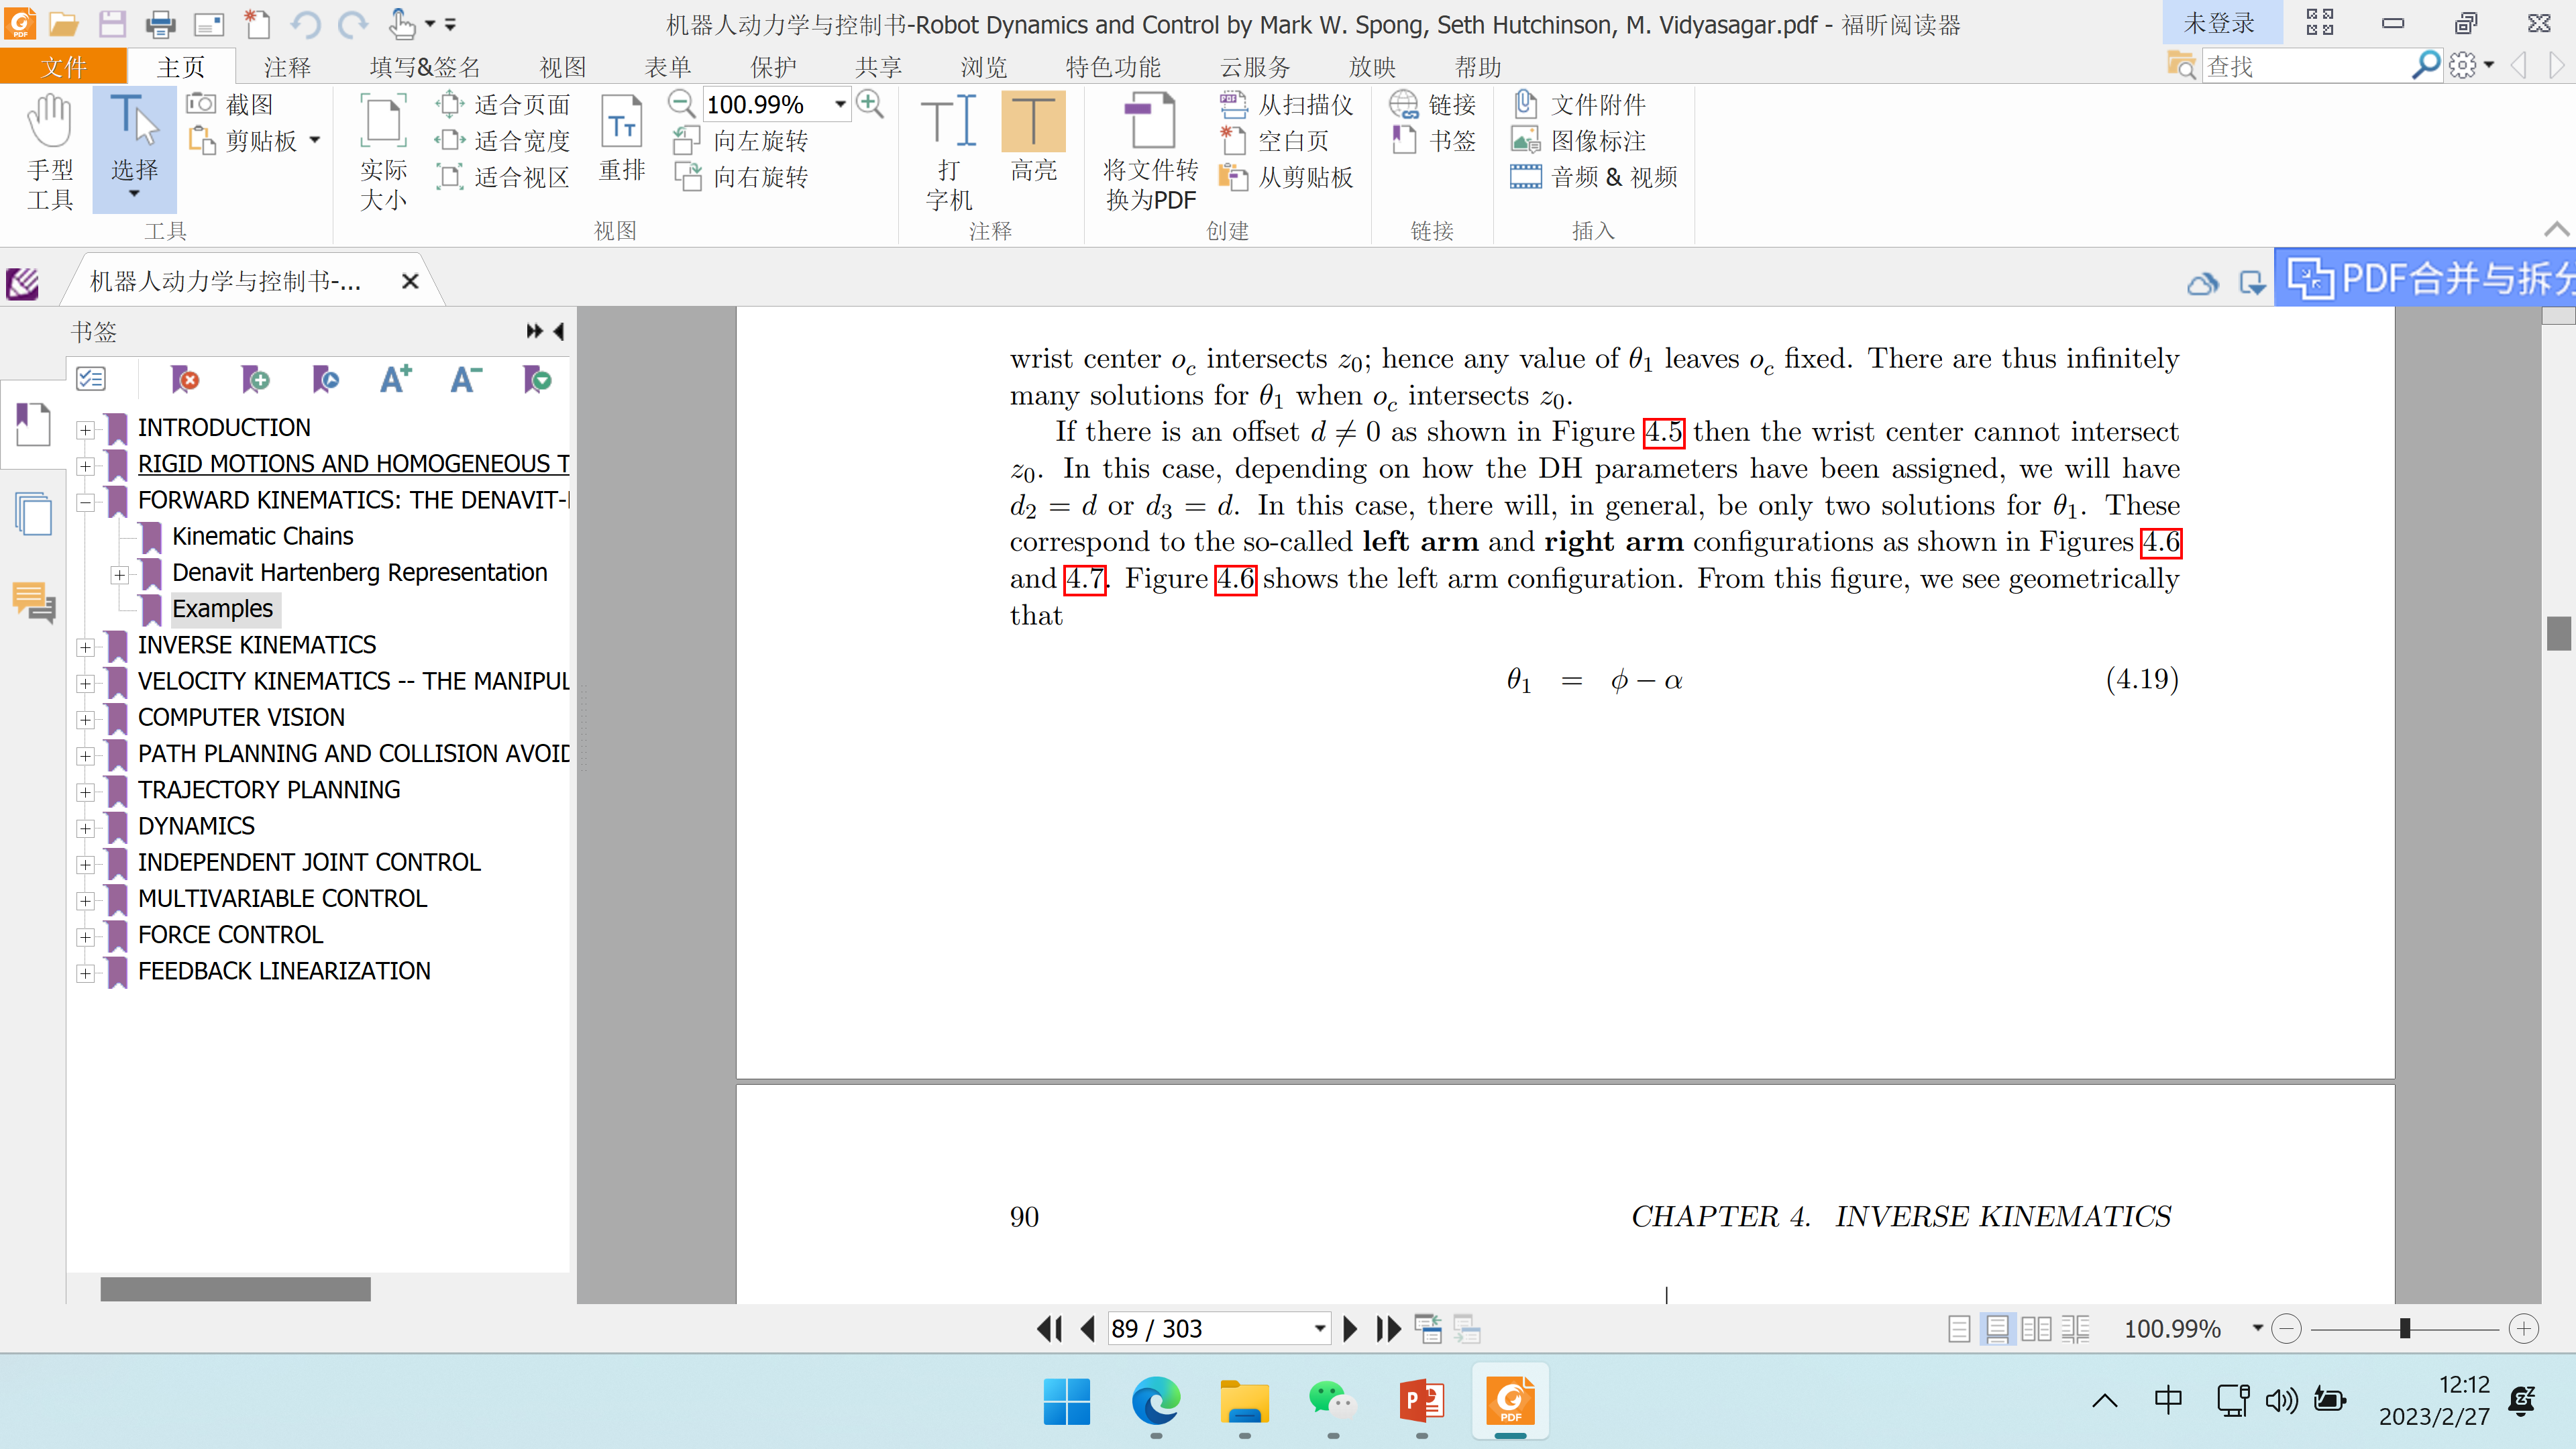 机器人动力学与控制书-Robot Dynamics and Control by Mark W. Spong, Seth Hutchinson, M. Vidyasagar.pdf - 福昕阅读器
未登录
文件 主页 注释 填写&签名 视图 表单 保护 共享 浏览 特色功能 云服务 放映 帮助
查找
手型工具
选择
截图
剪贴板
工具
实际大小
适合页面
适合宽度
适合视区
重排
100.99%
向左旋转
向右旋转
视图
打字机
高亮
注释
将文件转换为PDF
从扫描仪
空白页
从剪贴板
创建
链接
书签
链接
文件附件
图像标注
音频 & 视频
插入
机器人动力学与控制书-...
PDF合并与拆分
书签
INTRODUCTION
RIGID MOTIONS AND HOMOGENEOUS T
FORWARD KINEMATICS: THE DENAVIT-
Kinematic Chains
Denavit Hartenberg Representation
Examples
INVERSE KINEMATICS
VELOCITY KINEMATICS -- THE MANIPUL
COMPUTER VISION
PATH PLANNING AND COLLISION AVOID
TRAJECTORY PLANNING
DYNAMICS
INDEPENDENT JOINT CONTROL
MULTIVARIABLE CONTROL
FORCE CONTROL
FEEDBACK LINEARIZATION
wrist center o_c intersects z_0; hence any value of θ_1 leaves o_c fixed. There are thus infinitely
many solutions for θ_1 when o_c intersects z_0.
If there is an offset d ≠ 0 as shown in Figure 4.5 then the wrist center cannot intersect
z_0. In this case, depending on how the DH parameters have been assigned, we will have
d_2 = d or d_3 = d. In this case, there will, in general, be only two solutions for θ_1. These
correspond to the so-called left arm and right arm configurations as shown in Figures 4.6
and 4.7. Figure 4.6 shows the left arm configuration. From this figure, we see geometrically
that
θ_1 = ϕ − α (4.19)
90 CHAPTER 4. INVERSE KINEMATICS
89 / 303
100.99%
中
12:12
2023/2/27